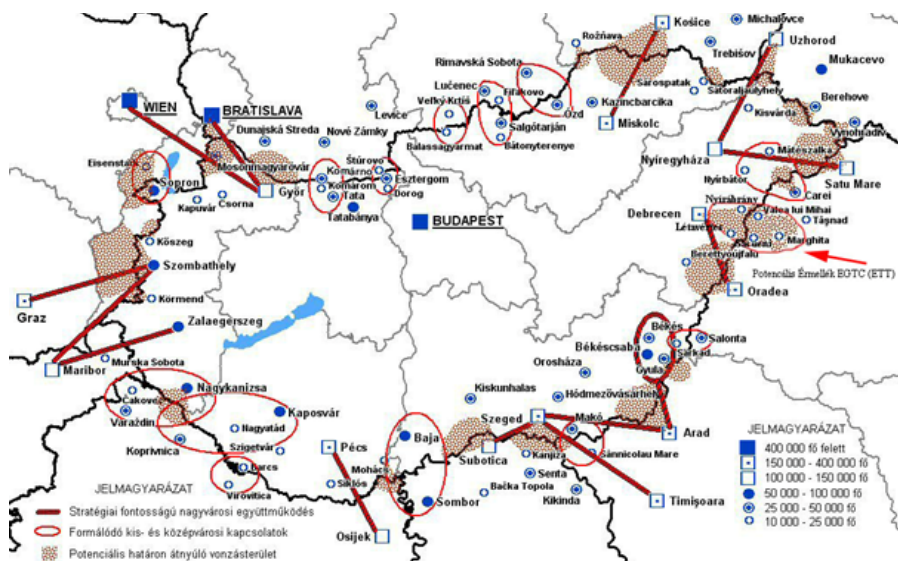 Košice
Michalovce
Uzhorod
Rožňava
Trebišov
Mukacevo
Rimavská Sobota
Sárospatak
Sátoraljaújhely
Lučenec
Fiľakovo
WIEN
BRATISLAVA
Levice
Veľký Krtíš
Kazincbarcika
Kisvárda
Berehove
Ózd
Salgótarján
Miskolc
Vynohradiv
Dunajská Streda
Nové Zámky
Balassagyarmat
Bátonyterenye
Eisenstadt
Mosonmagyaróvár
Štúrovo
Nyíregyháza
Mátészalka
Komárno
Sopron
Győr
Komárom
Esztergom
Satu Mare
Nyírbátor
Carei
Kapuvár
Csorna
Tata
Dorog
Tatabánya
Nyírábrány
BUDAPEST
Debrecen
Valea lui Mihai
Tășnad
Létavértes
Kőszeg
Marghita
Berettyóújfalu
Szombathely
Potenciális Érmellék EGTC (ETT)
Körmend
Oradea
Graz
Zalaegerszeg
Békés
Salonta
Békéscsaba
Sarkad
Maribor
Murska Sobota
Gyula
Orosháza
Nagykanizsa
Kiskunhalas
Hódmezővásárhely
Čakovec
Kaposvár
Varaždin
Szeged
Makó
Nagyatád
Baja
Arad
Koprivnica
Szigetvár
Pécs
Subotica
Kanjiža
Sânnicolau Mare
Barcs
Mohács
Senta
Virovitica
Siklós
Bačka Topola
Kikinda
Sombor
Timișoara
Osijek
JELMAGYARÁZAT
Stratégiai fontosságú nagyvárosi együttműködés
Formálódó kis- és középvárosi kapcsolatok
Potenciális határon átnyúló vonzásterület
JELMAGYARÁZAT
400 000 fő felett
150 000 - 400 000 fő
100 000 - 150 000 fő
50 000 - 100 000 fő
25 000 - 50 000 fő
10 000 - 25 000 fő